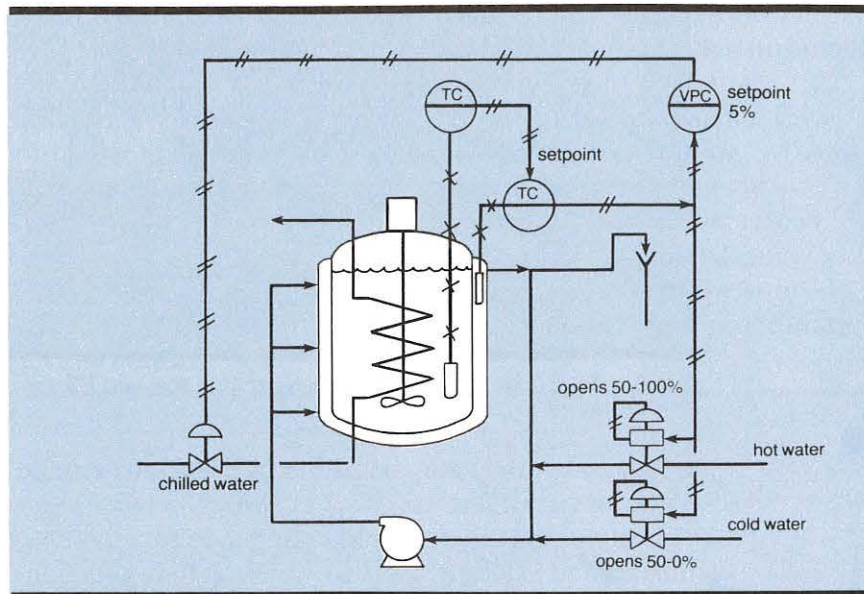 TC
VPC
setpoint
5%
setpoint
TC
opens 50-100%
hot water
chilled water
cold water
opens 50-0%